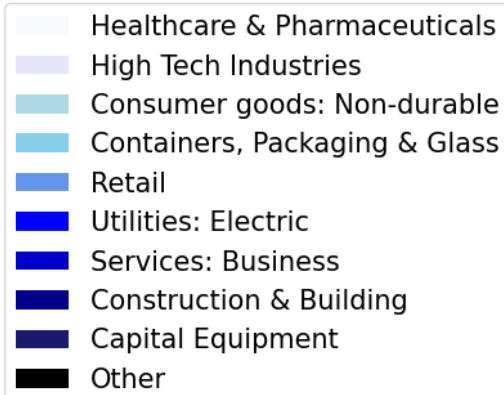 Healthcare & Pharmaceuticals
High Tech Industries
Consumer goods: Non-durable
Containers, Packaging & Glass
Retail
Utilities: Electric
Services: Business
Construction & Building
Capital Equipment
Other